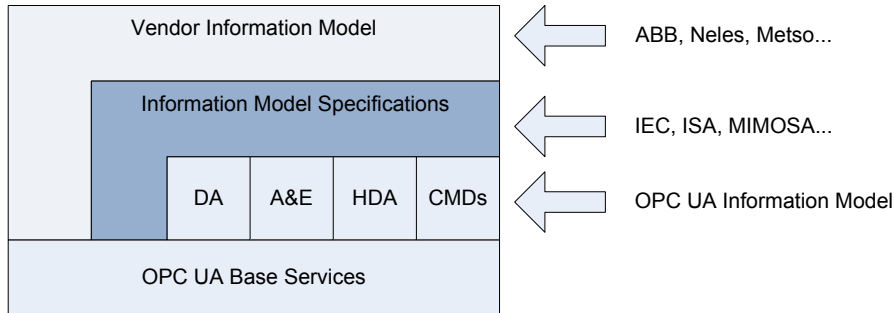 Vendor Information Model
ABB, Neles, Metso...
Information Model Specifications
IEC, ISA, MIMOSA...
DA A&E HDA CMDs
OPC UA Information Model
OPC UA Base Services